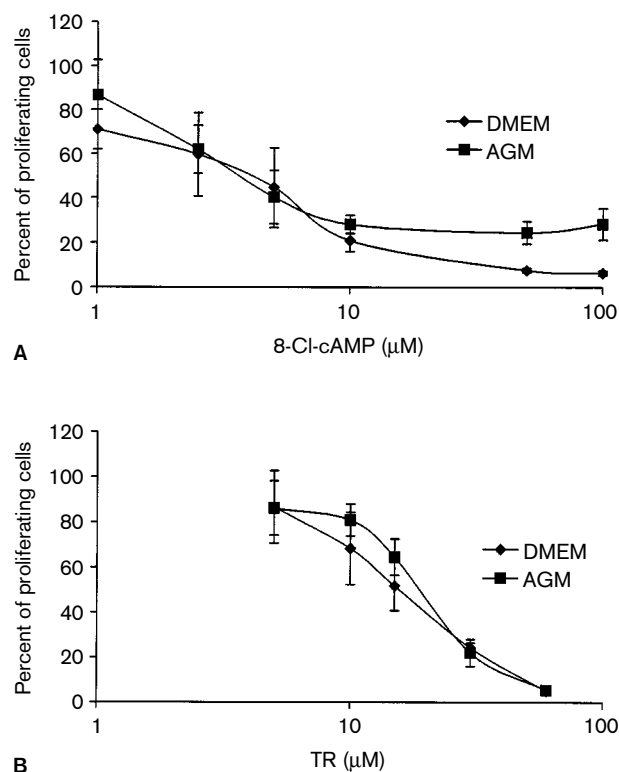 120
100
80
60
40
20
0
Percent of proliferating cells
DMEM
AGM
1
10
100
8-Cl-cAMP (μM)
A
120
100
80
60
40
20
0
Percent of proliferating cells
DMEM
AGM
1
10
100
TR (μM)
B